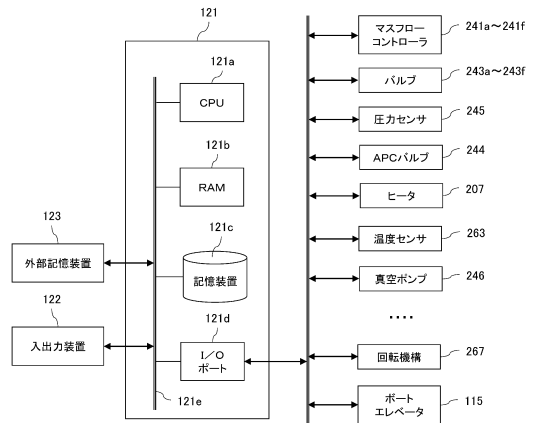 121
121a
CPU
121b
RAM
121c
記憶装置
121d
I/O
ポート
121e
123
外部記憶装置
122
入出力装置
マスフロー
コントローラ
241a～241f
バルブ
243a～243f
圧力センサ
245
APCバルブ
244
ヒータ
207
温度センサ
263
真空ポンプ
246
・・・・
回転機構
267
ボート
エレベータ
115